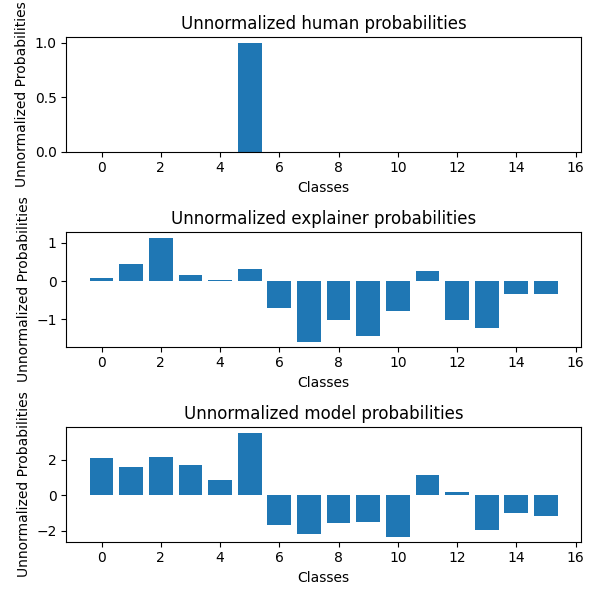 Unnormalized human probabilities
Unnormalized Probabilities
1.0
0.5
0.0
0 2 4 6 8 10 12 14 16
Classes
Unnormalized explainer probabilities
Unnormalized Probabilities
1
0
−1
0 2 4 6 8 10 12 14 16
Classes
Unnormalized model probabilities
Unnormalized Probabilities
2
0
−2
0 2 4 6 8 10 12 14 16
Classes